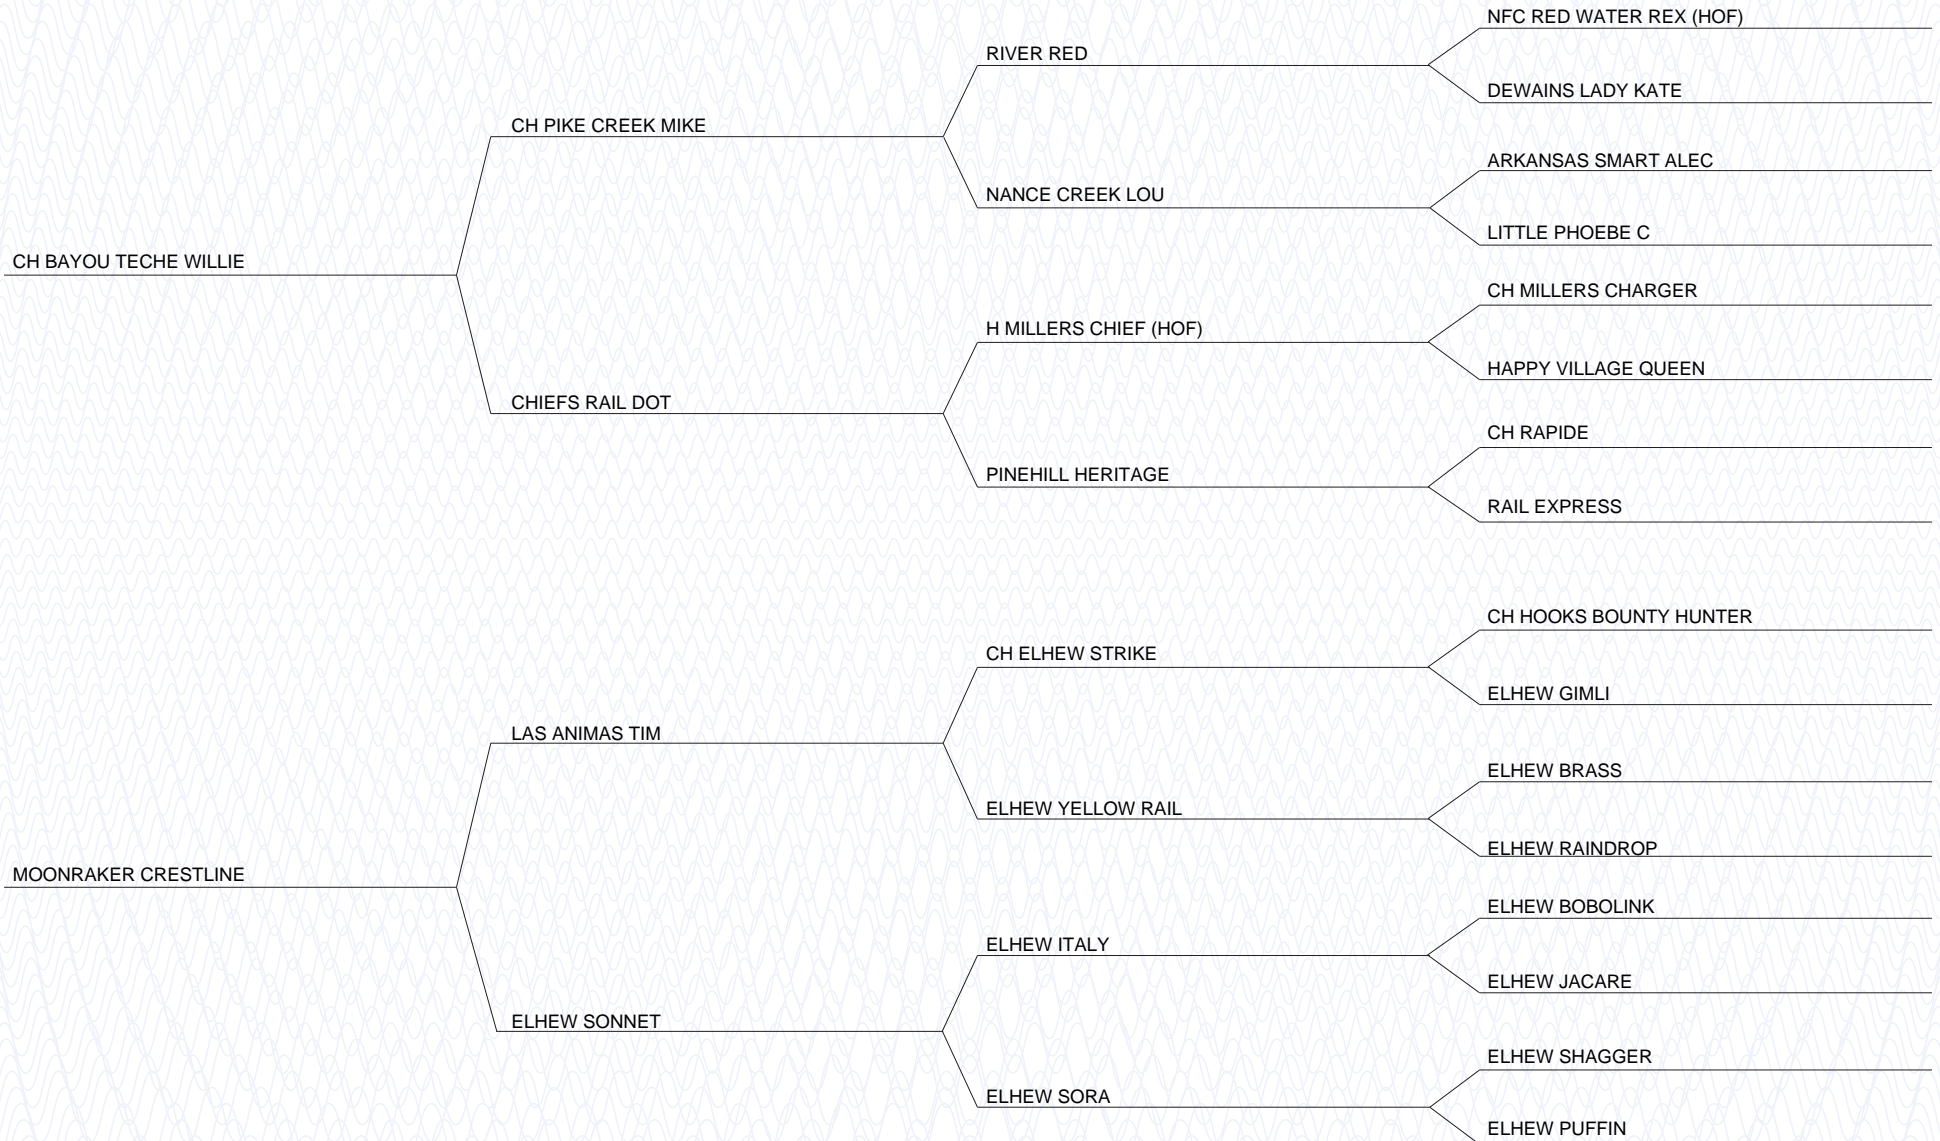 NFC RED WATER REX (HOF)
RIVER RED
DEWAINS LADY KATE
CH PIKE CREEK MIKE
ARKANSAS SMART ALEC
NANCE CREEK LOU
LITTLE PHOEBE C
CH BAYOU TECHE WILLIE
CH MILLERS CHARGER
H MILLERS CHIEF (HOF)
HAPPY VILLAGE QUEEN
CHIEFS RAIL DOT
CH RAPIDE
PINEHILL HERITAGE
RAIL EXPRESS
CH HOOKS BOUNTY HUNTER
CH ELHEW STRIKE
ELHEW GIMLI
LAS ANIMAS TIM
ELHEW BRASS
ELHEW YELLOW RAIL
ELHEW RAINDROP
MOONRAKER CRESTLINE
ELHEW BOBOLINK
ELHEW ITALY
ELHEW JACARE
ELHEW SONNET
ELHEW SHAGGER
ELHEW SORA
ELHEW PUFFIN